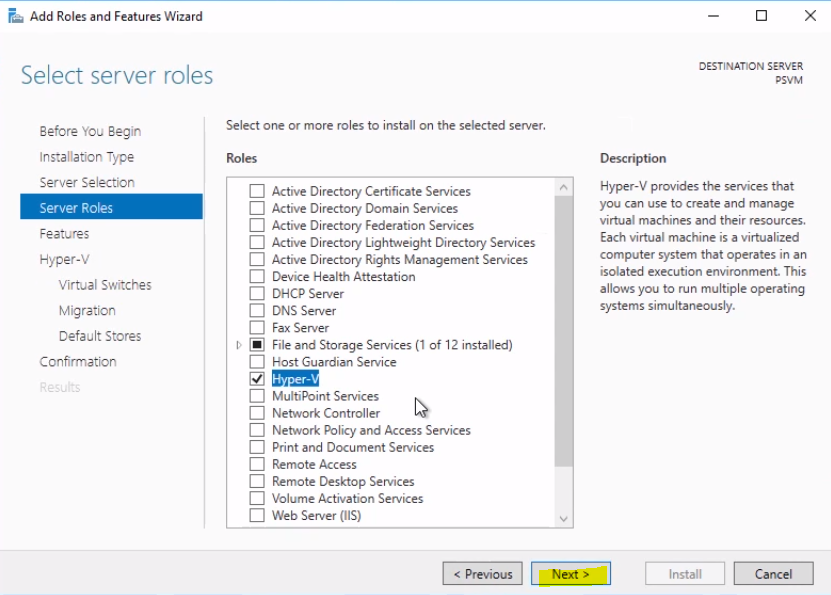 Add Roles and Features Wizard
Select server roles
DESTINATION SERVER
PSVM
Before You Begin
Installation Type
Server Selection
Server Roles
Features
Hyper-V
Virtual Switches
Migration
Default Stores
Confirmation
Results
Select one or more roles to install on the selected server.
Roles
Active Directory Certificate Services
Active Directory Domain Services
Active Directory Federation Services
Active Directory Lightweight Directory Services
Active Directory Rights Management Services
Device Health Attestation
DHCP Server
DNS Server
Fax Server
File and Storage Services (1 of 12 installed)
Host Guardian Service
Hyper-V
MultiPoint Services
Network Controller
Network Policy and Access Services
Print and Document Services
Remote Access
Remote Desktop Services
Volume Activation Services
Web Server (IIS)
Description
Hyper-V provides the services that
you can use to create and manage
virtual machines and their resources.
Each virtual machine is a virtualized
computer system that operates in an
isolated execution environment. This
allows you to run multiple operating
systems simultaneously.
< Previous
Next >
Install
Cancel